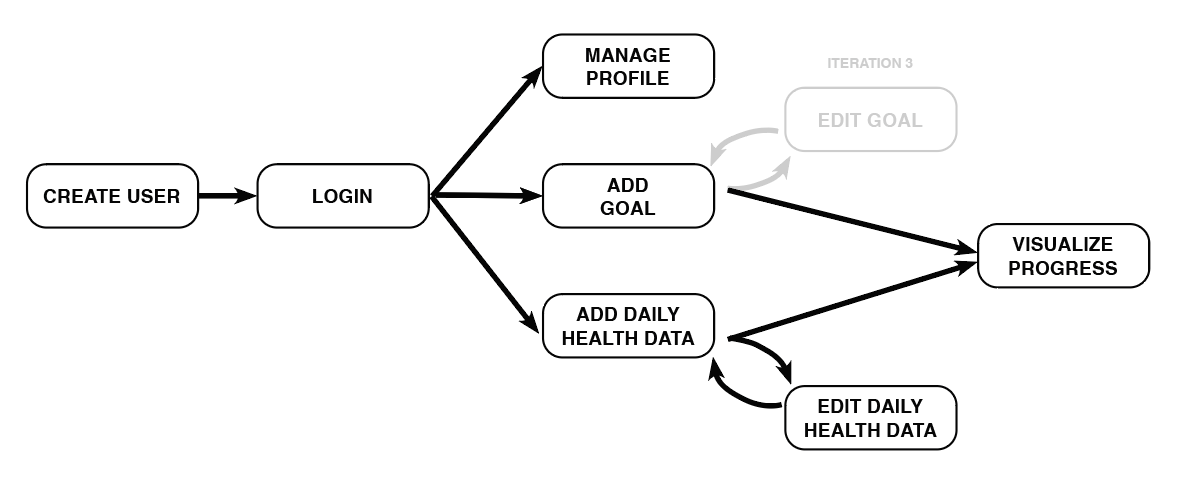 MANAGE
PROFILE
ITERATION 3
EDIT GOAL
CREATE USER
LOGIN
ADD
GOAL
VISUALIZE
PROGRESS
ADD DAILY
HEALTH DATA
EDIT DAILY
HEALTH DATA